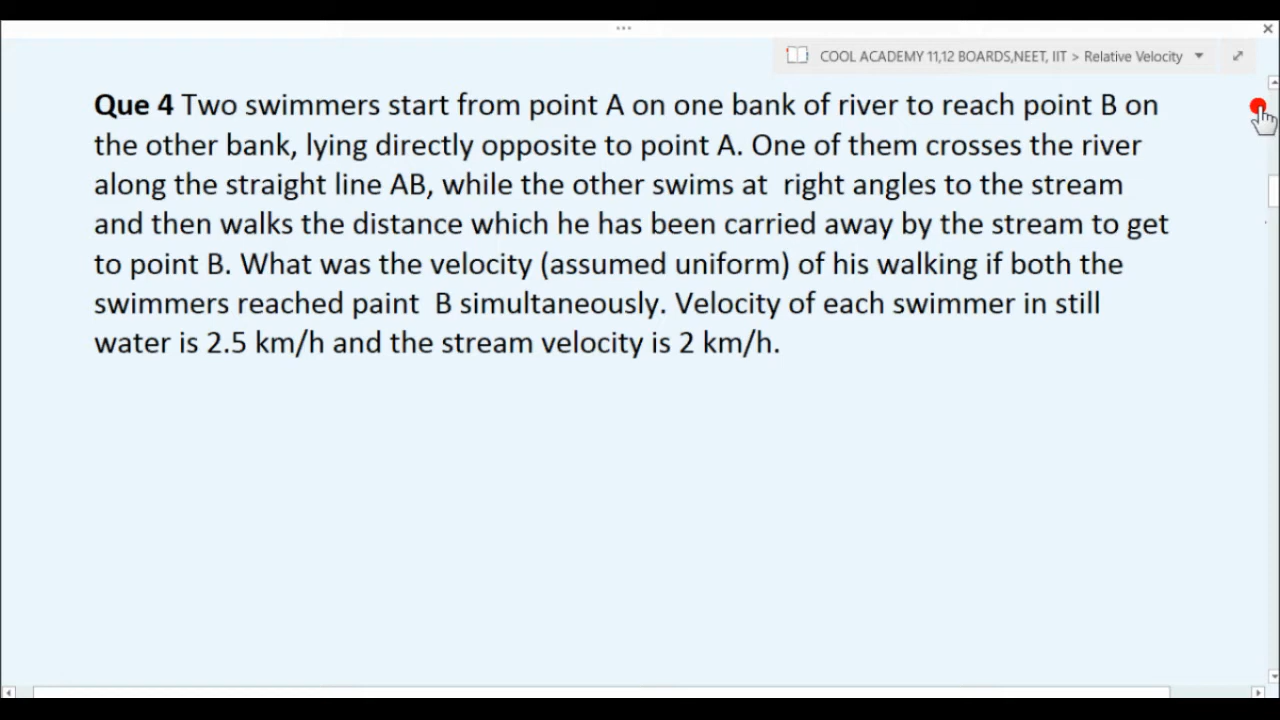 COOL ACADEMY 11,12 BOARDS,NEET, IIT > Relative Velocity
Que 4 Two swimmers start from point A on one bank of river to reach point B on
the other bank, lying directly opposite to point A. One of them crosses the river
along the straight line AB, while the other swims at  right angles to the stream
and then walks the distance which he has been carried away by the stream to get
to point B. What was the velocity (assumed uniform) of his walking if both the
swimmers reached paint  B simultaneously. Velocity of each swimmer in still
water is 2.5 km/h and the stream velocity is 2 km/h.